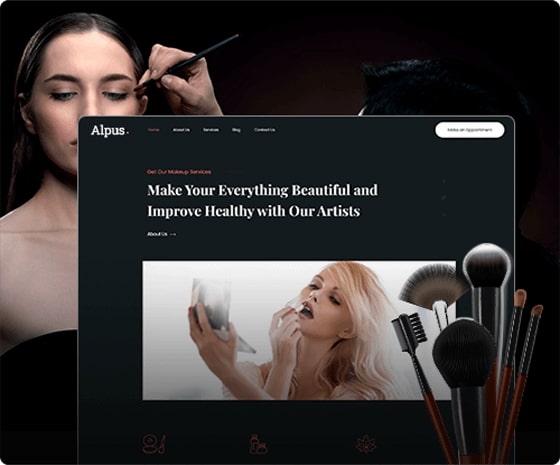 Alpus.
Home
About Us
Services
Blog
Contact Us
Make an Appointment
Get Our Makeup Services
Make Your Everything Beautiful and
Improve Healthy with Our Artists
About Us